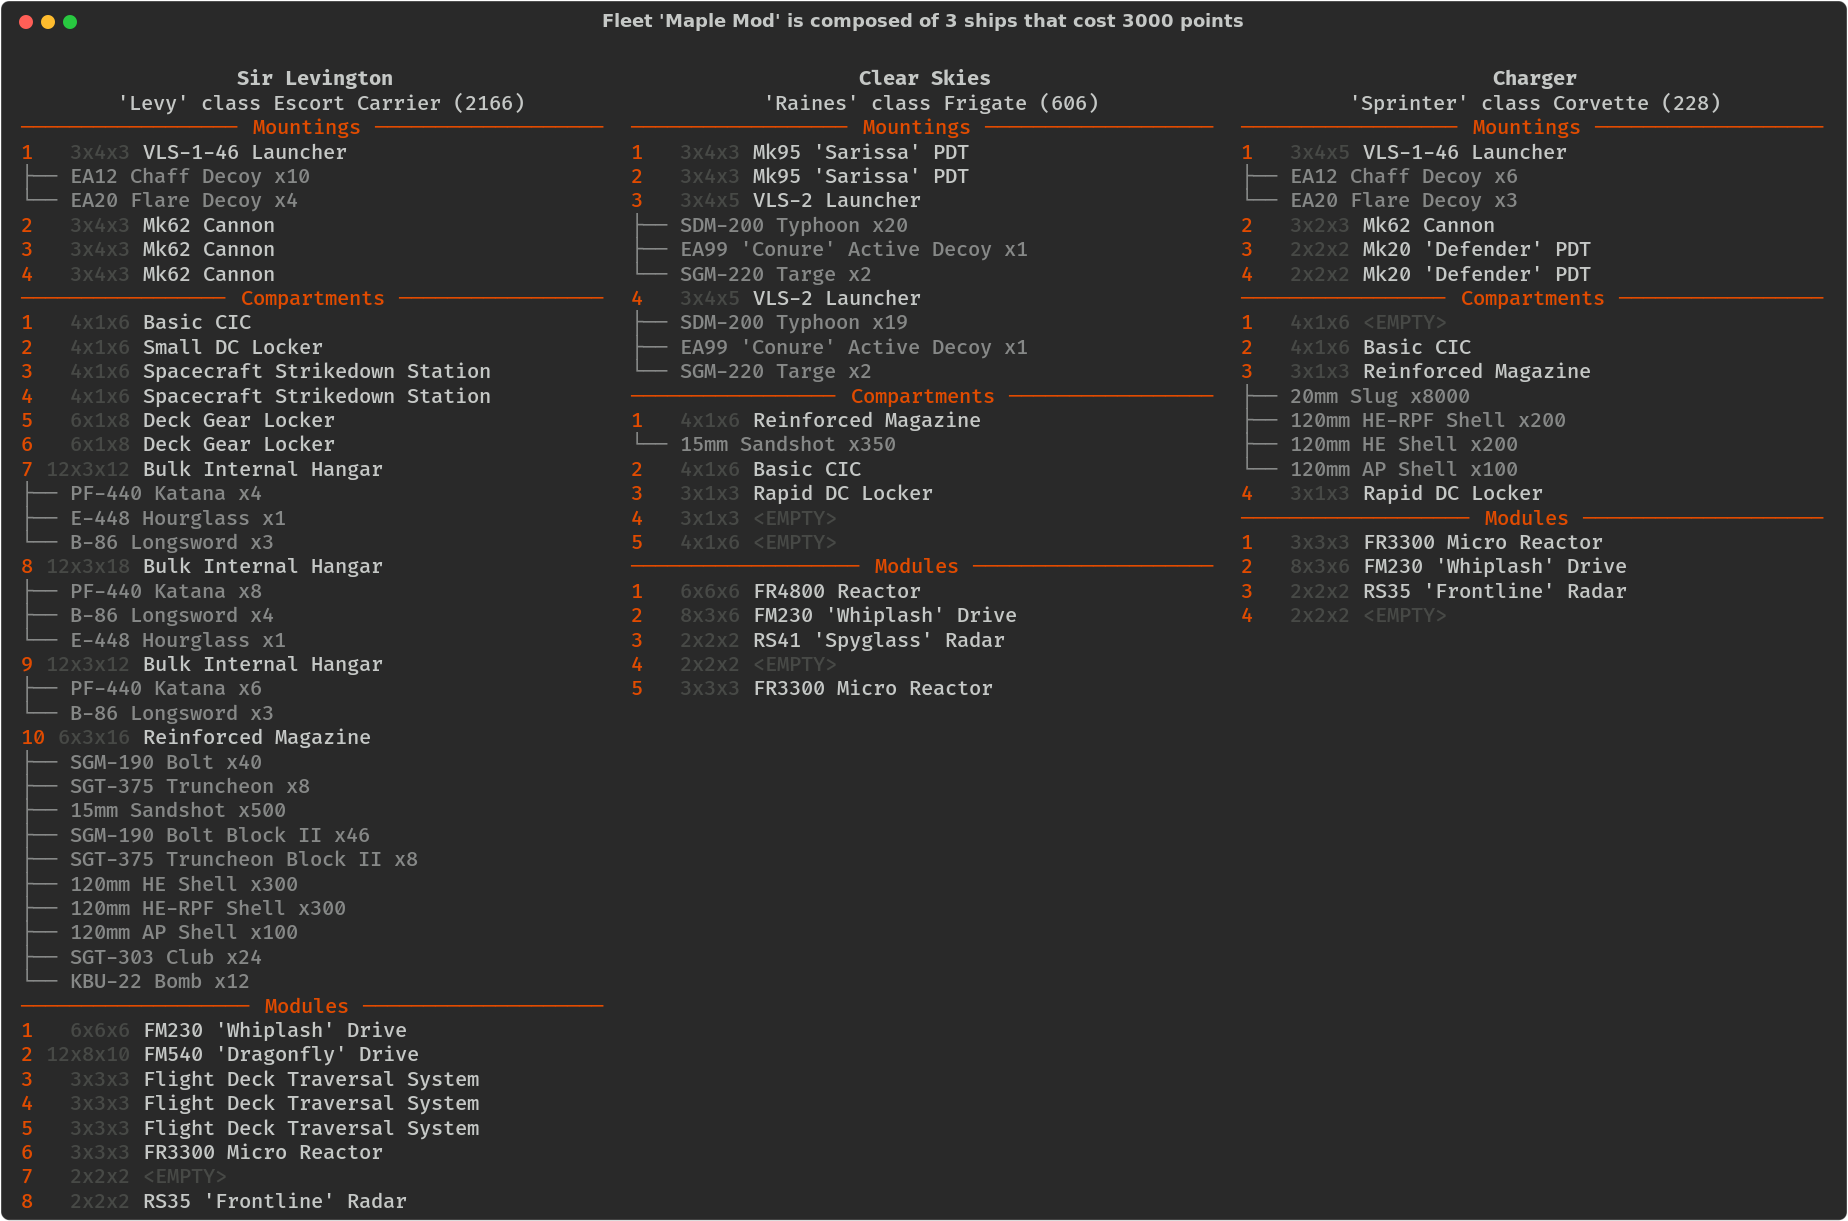 Fleet 'Maple Mod' is composed of 3 ships that cost 3000 points
Sir Levington
'Levy' class Escort Carrier (2166)
Mountings
1 3x4x3 VLS-1-46 Launcher
EA12 Chaff Decoy x10
EA20 Flare Decoy x4
2 3x4x3 Mk62 Cannon
3 3x4x3 Mk62 Cannon
4 3x4x3 Mk62 Cannon
Compartments
1 4x1x6 Basic CIC
2 4x1x6 Small DC Locker
3 4x1x6 Spacecraft Strikedown Station
4 4x1x6 Spacecraft Strikedown Station
5 6x1x8 Deck Gear Locker
6 6x1x8 Deck Gear Locker
7 12x3x12 Bulk Internal Hangar
PF-440 Katana x4
E-448 Hourglass x1
B-86 Longsword x3
8 12x3x18 Bulk Internal Hangar
PF-440 Katana x8
B-86 Longsword x4
E-448 Hourglass x1
9 12x3x12 Bulk Internal Hangar
PF-440 Katana x6
B-86 Longsword x3
10 6x3x16 Reinforced Magazine
SGM-190 Bolt x40
SGT-375 Truncheon x8
15mm Sandshot x500
SGM-190 Bolt Block II x46
SGT-375 Truncheon Block II x8
120mm HE Shell x300
120mm HE-RPF Shell x300
120mm AP Shell x100
SGT-303 Club x24
KBU-22 Bomb x12
Modules
1 6x6x6 FM230 'Whiplash' Drive
2 12x8x10 FM540 'Dragonfly' Drive
3 3x3x3 Flight Deck Traversal System
4 3x3x3 Flight Deck Traversal System
5 3x3x3 Flight Deck Traversal System
6 3x3x3 FR3300 Micro Reactor
7 2x2x2 <EMPTY>
8 2x2x2 RS35 'Frontline' Radar
Clear Skies
'Raines' class Frigate (606)
Mountings
1 3x4x3 Mk95 'Sarissa' PDT
2 3x4x3 Mk95 'Sarissa' PDT
3 3x4x5 VLS-2 Launcher
SDM-200 Typhoon x20
EA99 'Conure' Active Decoy x1
SGM-220 Targe x2
4 3x4x5 VLS-2 Launcher
SDM-200 Typhoon x19
EA99 'Conure' Active Decoy x1
SGM-220 Targe x2
Compartments
1 4x1x6 Reinforced Magazine
15mm Sandshot x350
2 4x1x6 Basic CIC
3 3x1x3 Rapid DC Locker
4 3x1x3 <EMPTY>
5 4x1x6 <EMPTY>
Modules
1 6x6x6 FR4800 Reactor
2 8x3x6 FM230 'Whiplash' Drive
3 2x2x2 RS41 'Spyglass' Radar
4 2x2x2 <EMPTY>
5 3x3x3 FR3300 Micro Reactor
Charger
'Sprinter' class Corvette (228)
Mountings
1 3x4x5 VLS-1-46 Launcher
EA12 Chaff Decoy x6
EA20 Flare Decoy x3
2 3x2x3 Mk62 Cannon
3 2x2x2 Mk20 'Defender' PDT
4 2x2x2 Mk20 'Defender' PDT
Compartments
1 4x1x6 <EMPTY>
2 4x1x6 Basic CIC
3 3x1x3 Reinforced Magazine
20mm Slug x8000
120mm HE-RPF Shell x200
120mm HE Shell x200
120mm AP Shell x100
4 3x1x3 Rapid DC Locker
Modules
1 3x3x3 FR3300 Micro Reactor
2 8x3x6 FM230 'Whiplash' Drive
3 2x2x2 RS35 'Frontline' Radar
4 2x2x2 <EMPTY>